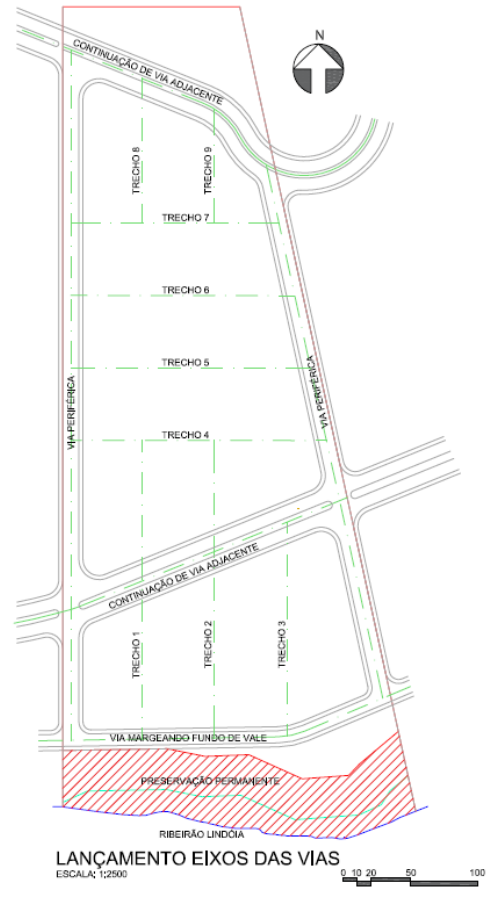 N
CONTINUAÇÃO DE VIA ADJACENTE
TRECHO 8
TRECHO 9
TRECHO 7
TRECHO 6
TRECHO 5
VIA PERIFÉRICA
VIA PERIFÉRICA
TRECHO 4
CONTINUAÇÃO DE VIA ADJACENTE
TRECHO 1
TRECHO 2
TRECHO 3
VIA MARGEANDO FUNDO DE VALE
PRESERVAÇÃO PERMANENTE
RIBEIRÃO LINDÓIA
LANÇAMENTO EIXOS DAS VIAS
ESCALA; 1;2500
0 10 20 50 100